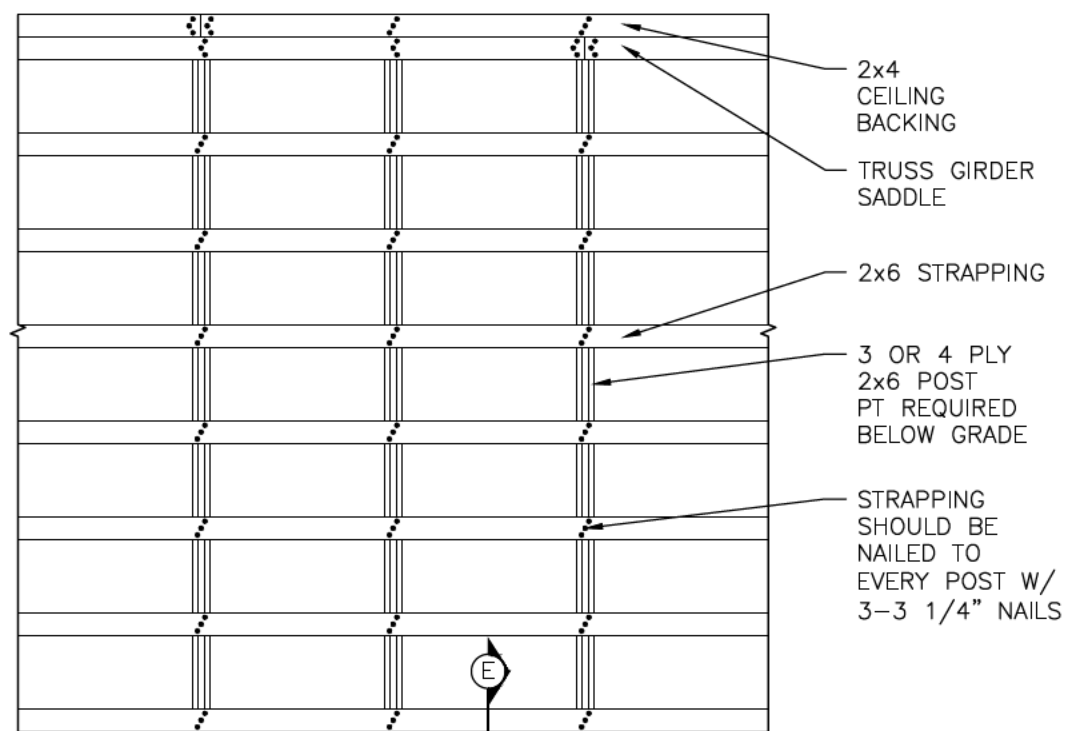 2x4
CEILING
BACKING
TRUSS GIRDER
SADDLE
2x6 STRAPPING
3 OR 4 PLY
2x6 POST
PT REQUIRED
BELOW GRADE
STRAPPING
SHOULD BE
NAILED TO
EVERY POST W/
3-3 1/4" NAILS
E